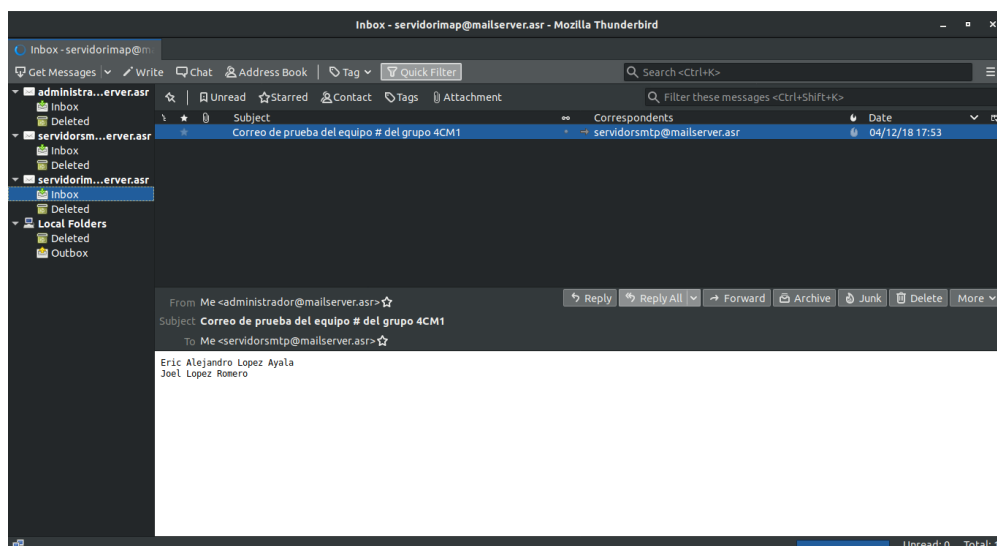 Inbox - servidorimap@mailserver.asr - Mozilla Thunderbird
Inbox - servidorimap@m
Get Messages Write Chat Address Book Tag Quick Filter Search <Ctrl+K>
administra...erver.asr
Unread Starred Contact Tags Attachment Filter these messages <Ctrl+Shift+K>
Inbox
Deleted
Subject Correspondents Date
servidorsm...erver.asr
Correo de prueba del equipo # del grupo 4CM1 servidorsmtp@mailserver.asr 04/12/18 17:53
Inbox
Deleted
servidorim...erver.asr
Inbox
Deleted
Local Folders
Deleted
Outbox
From Me <administrador@mailserver.asr> Reply Reply All Forward Archive Junk Delete More
Subject Correo de prueba del equipo # del grupo 4CM1
To Me <servidorsmtp@mailserver.asr>
Eric Alejandro Lopez Ayala
Joel Lopez Romero
Unread: 0 Total: 1